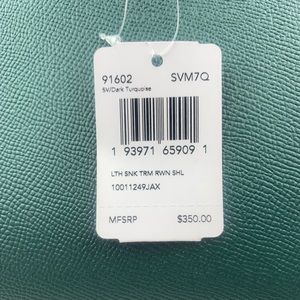 91602 SVM7Q
SV/Dark Turquoise
1 93971 65909 1
LTH SNK TRM RWN SHL
10011249JAX
MFSRP $350.00